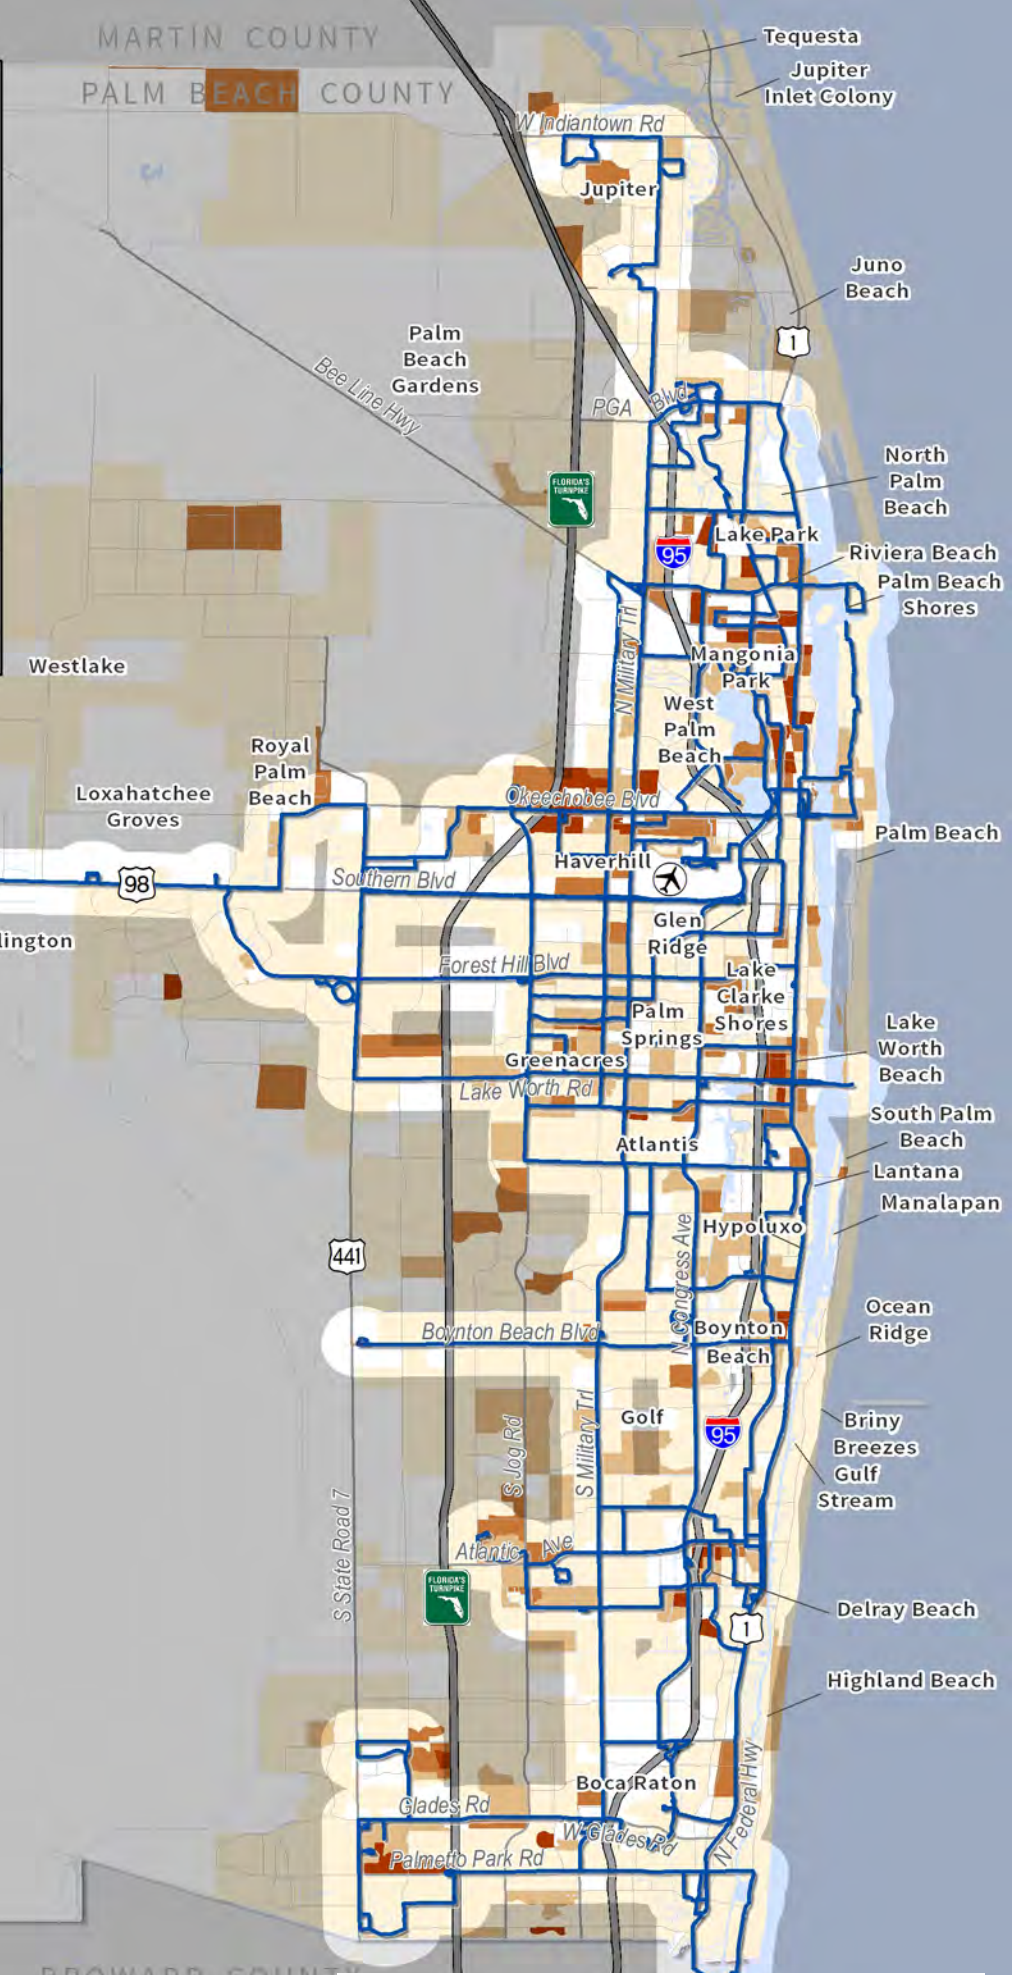 MARTIN COUNTY
PALM BEACH COUNTY
Tequesta
Jupiter
Inlet Colony
W Indiantown Rd
Jupiter
Juno
Beach
1
Palm
Beach
Gardens
Bee Line Hwy
PGA Blvd
North
Palm
Beach
FLORIDA'S
TURNPIKE
Lake Park
95
Riviera Beach
Palm Beach
Shores
N Military Trl
Mangonia
Park
Westlake
West
Palm
Beach
Royal
Palm
Beach
Loxahatchee
Groves
Okeechobee Blvd
Palm Beach
Haverhill
98
Southern Blvd
Glen
Ridge
lington
Forest Hill Blvd
Lake
Clarke
Shores
Palm
Springs
Lake
Worth
Beach
Greenacres
Lake Worth Rd
South Palm
Beach
Atlantis
Lantana
Manalapan
Hypoluxo
441
N Congress Ave
Ocean
Ridge
Boynton Beach Blvd
Boynton
Beach
Golf
95
Briny
Breezes
Gulf
Stream
S Jog Rd
S Military Trl
S State Road 7
Atlantic Ave
FLORIDA'S
TURNPIKE
Delray Beach
1
Highland Beach
Boca Raton
Glades Rd
W Glades Rd
N Federal Hwy
Palmetto Park Rd
BROWARD COUNTY